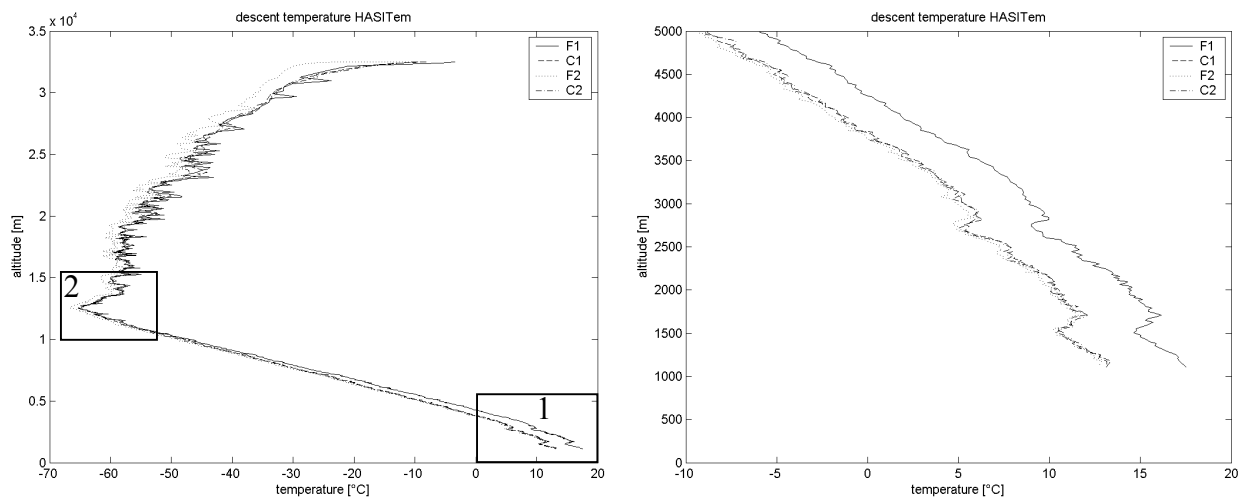 descent temperature HASITem
x 10⁴
3.5
3
2.5
2
1.5
1
0.5
0
altitude [m]
-70 -60 -50 -40 -30 -20 -10 0 10 20
temperature [°C]
F1
C1
F2
C2
2
1
descent temperature HASITem
5000
4500
4000
3500
3000
2500
2000
1500
1000
500
0
altitude [m]
-10 -5 0 5 10 15 20
temperature [°C]
F1
C1
F2
C2